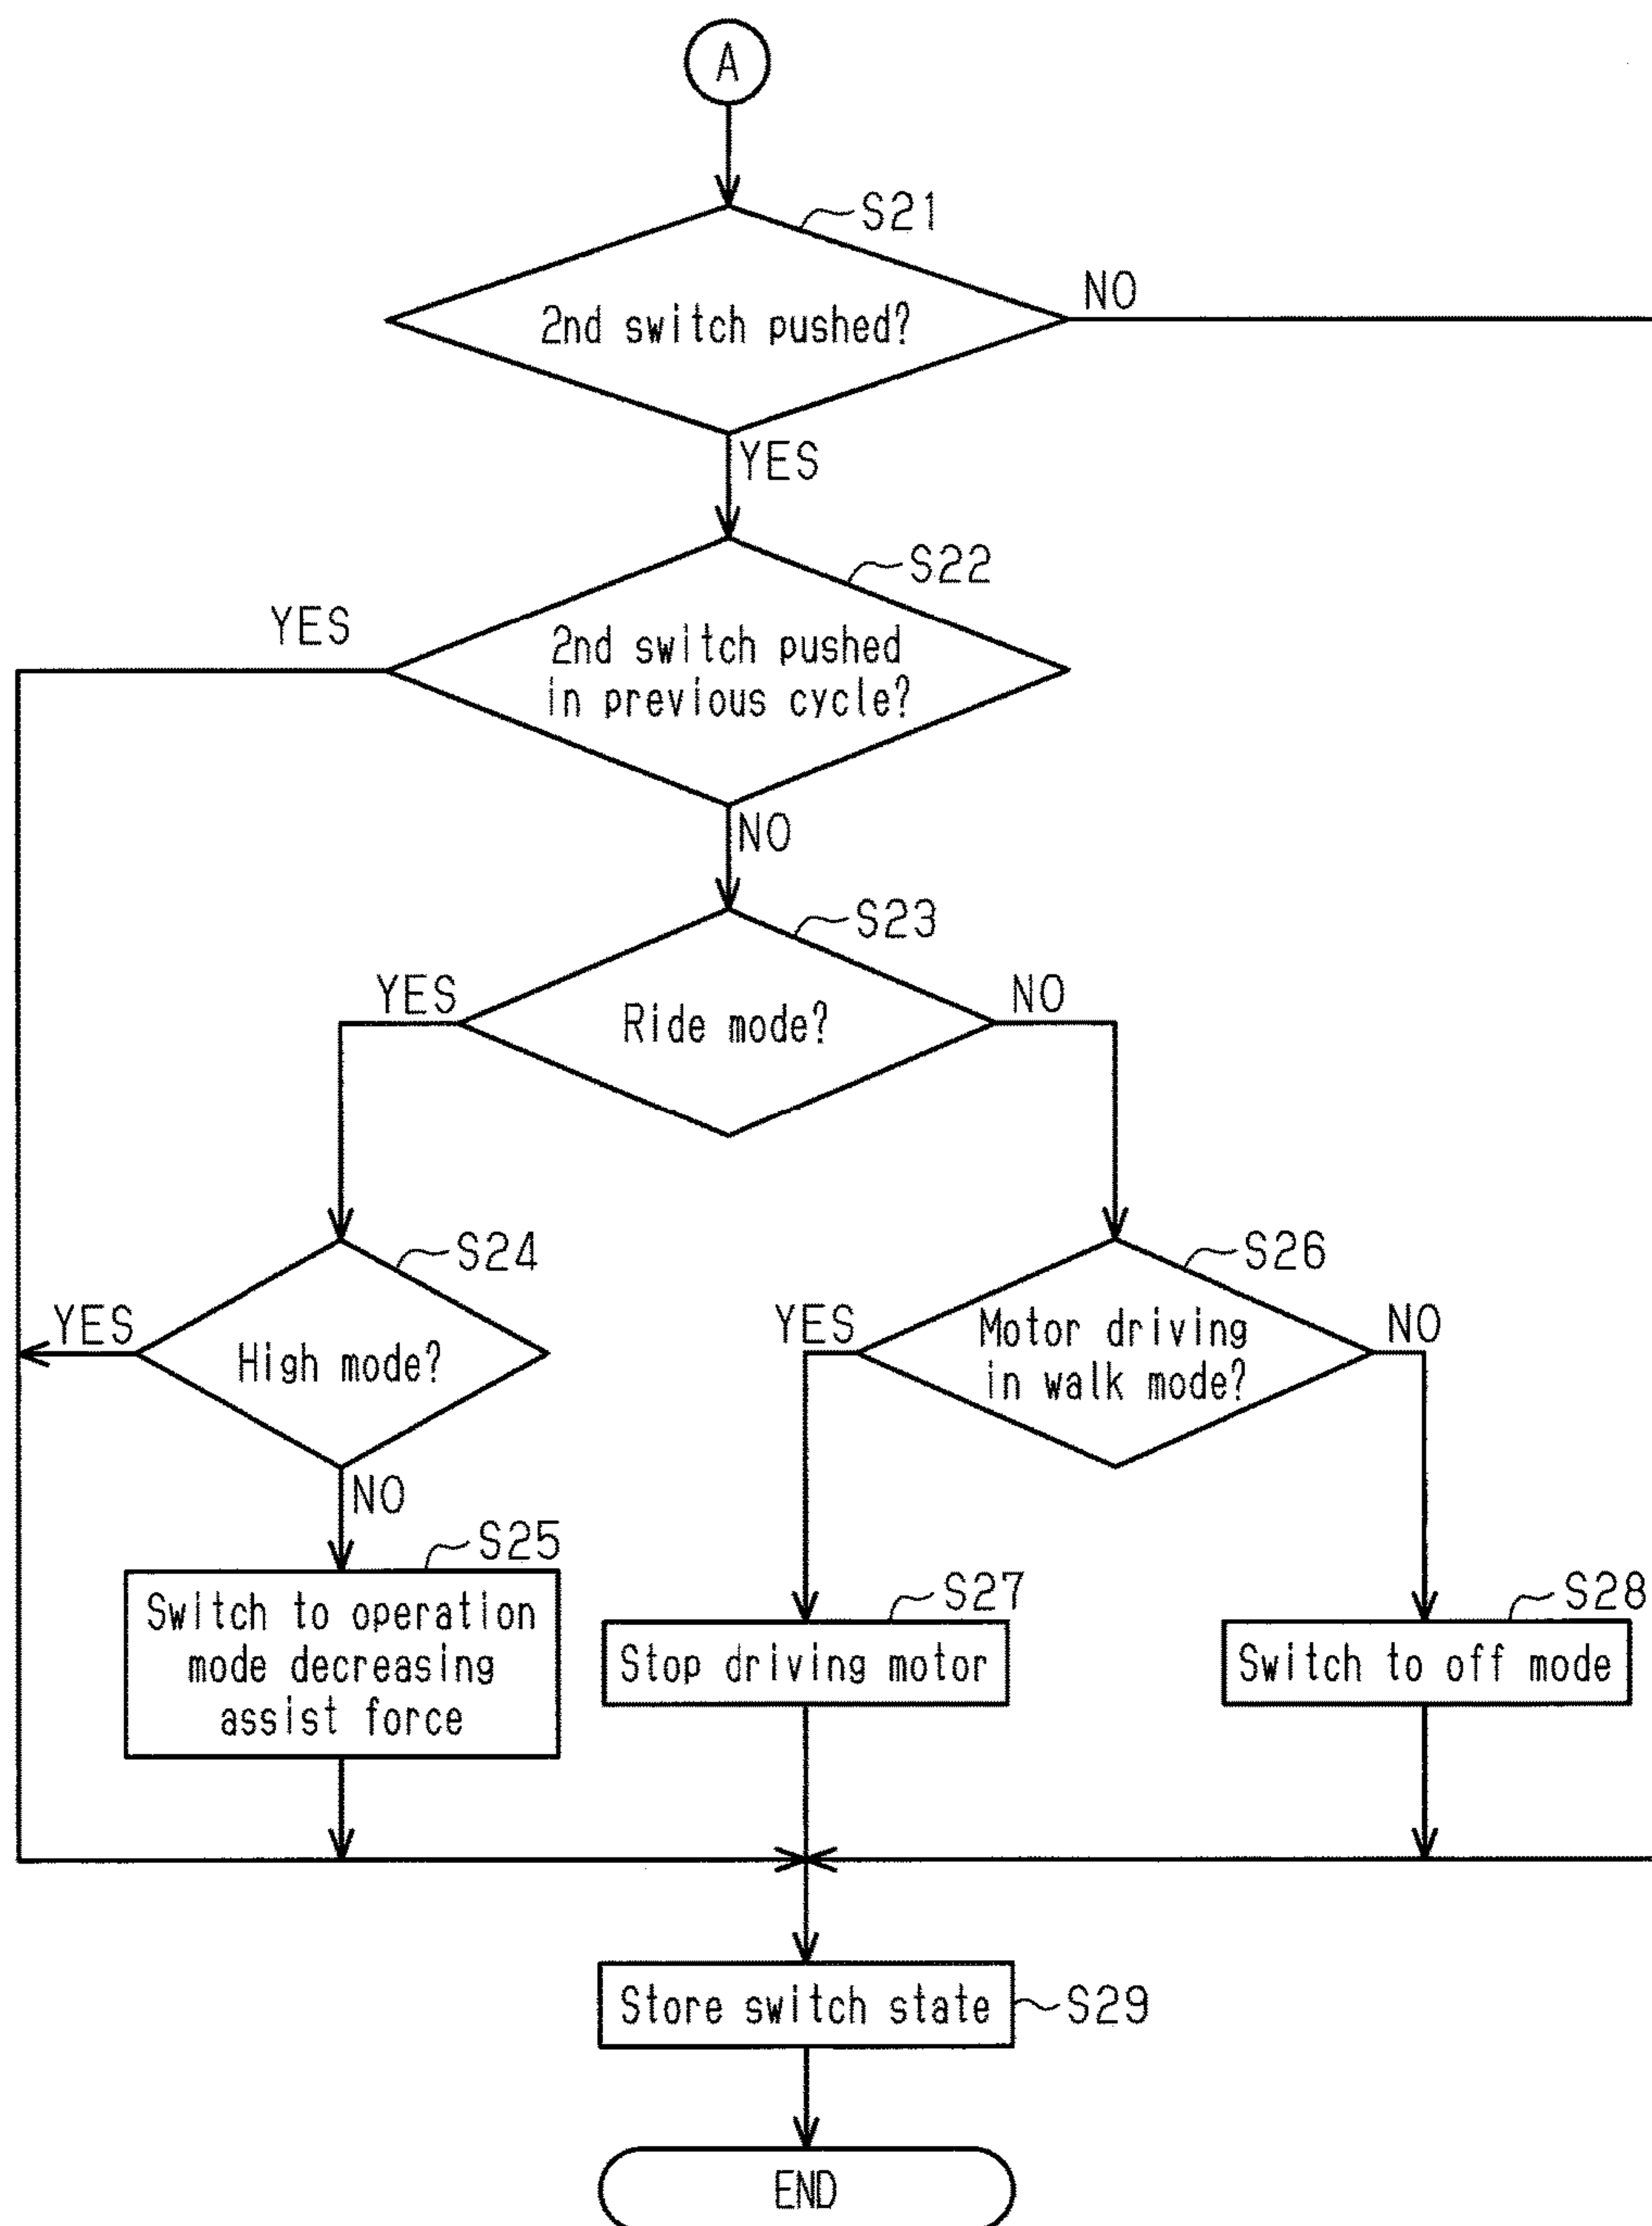 A
S21
2nd switch pushed?
NO
YES
S22
YES
2nd switch pushed
in previous cycle?
NO
S23
YES
Ride mode?
NO
S24
YES
High mode?
NO
S26
YES
Motor driving
in walk mode?
NO
S25
Switch to operation
mode decreasing
assist force
S27
Stop driving motor
S28
Switch to off mode
Store switch state
S29
END